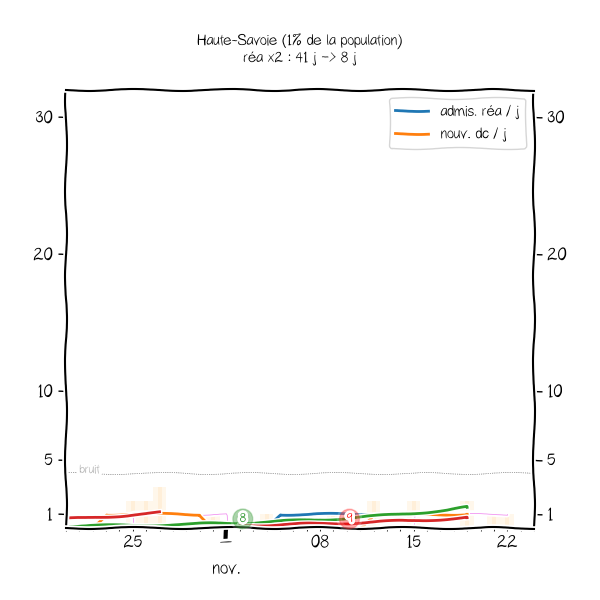 Haute-Savoie (1% de la population)
réa x2 : 41 j -> 8 j
admis. réa / j
nouv. dc / j
30
30
20
20
10
10
5
5
bruit
1
1
8
9
25
1
08
15
22
nov.